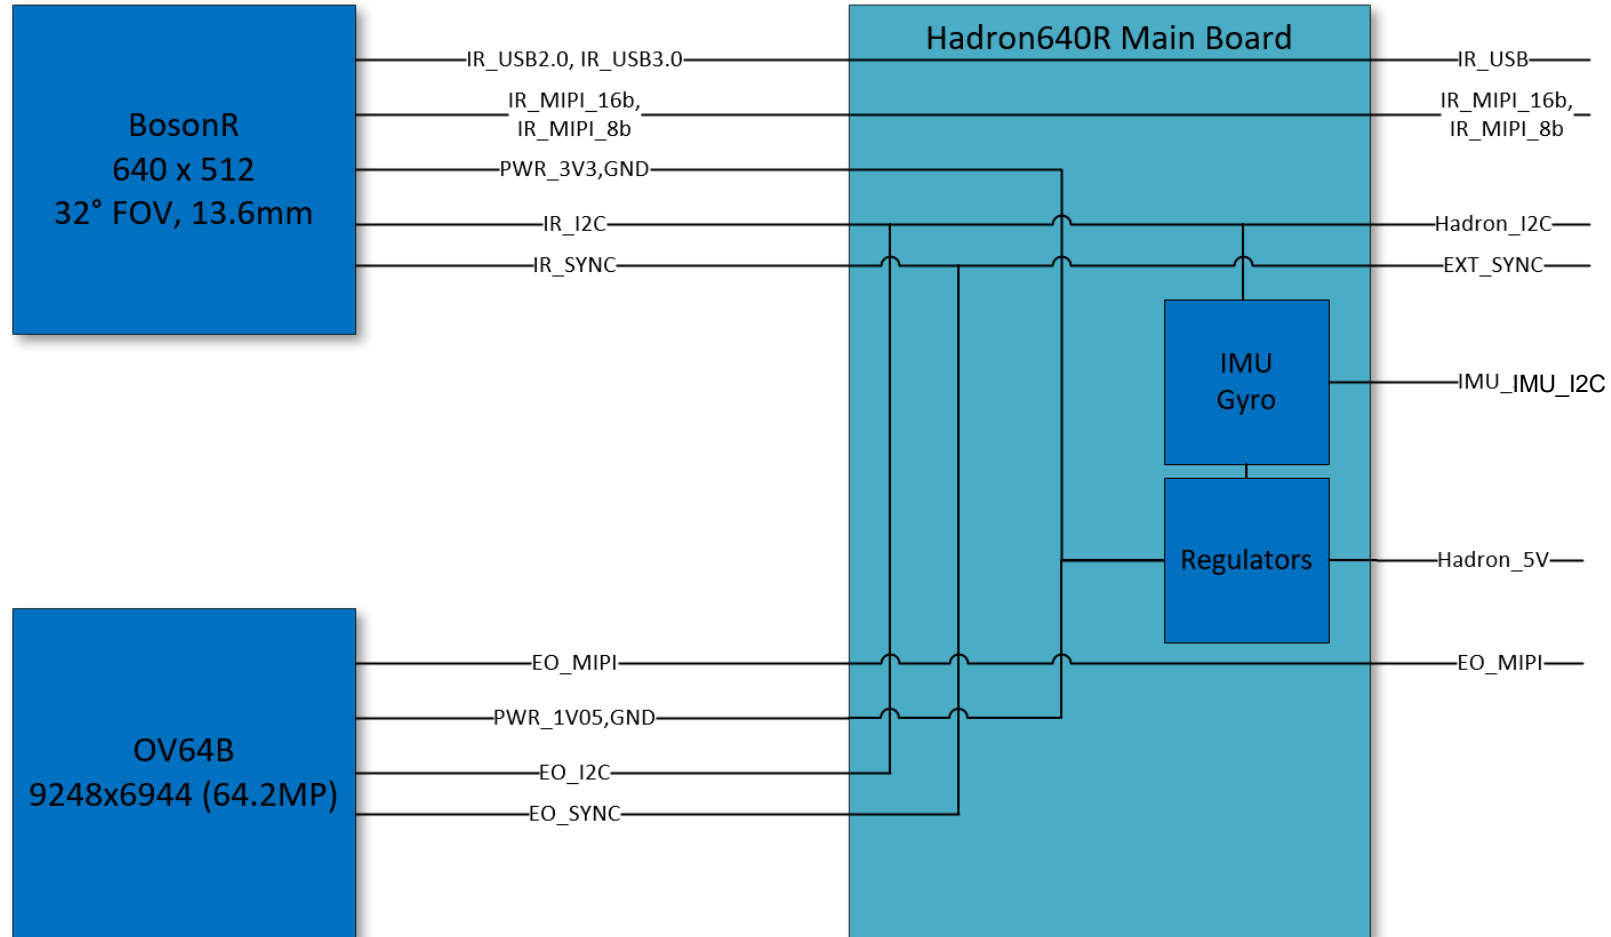 Hadron640R Main Board
BosonR
640 x 512
32° FOV, 13.6mm
IR_USB2.0, IR_USB3.0
IR_USB
IR_MIPI_16b,
IR_MIPI_8b
IR_MIPI_16b,
IR_MIPI_8b
PWR_3V3,GND
IR_I2C
Hadron_I2C
IR_SYNC
EXT_SYNC
IMU
Gyro
IMU_IMU_I2C
Regulators
Hadron_5V
OV64B
9248x6944 (64.2MP)
EO_MIPI
EO_MIPI
PWR_1V05,GND
EO_I2C
EO_SYNC